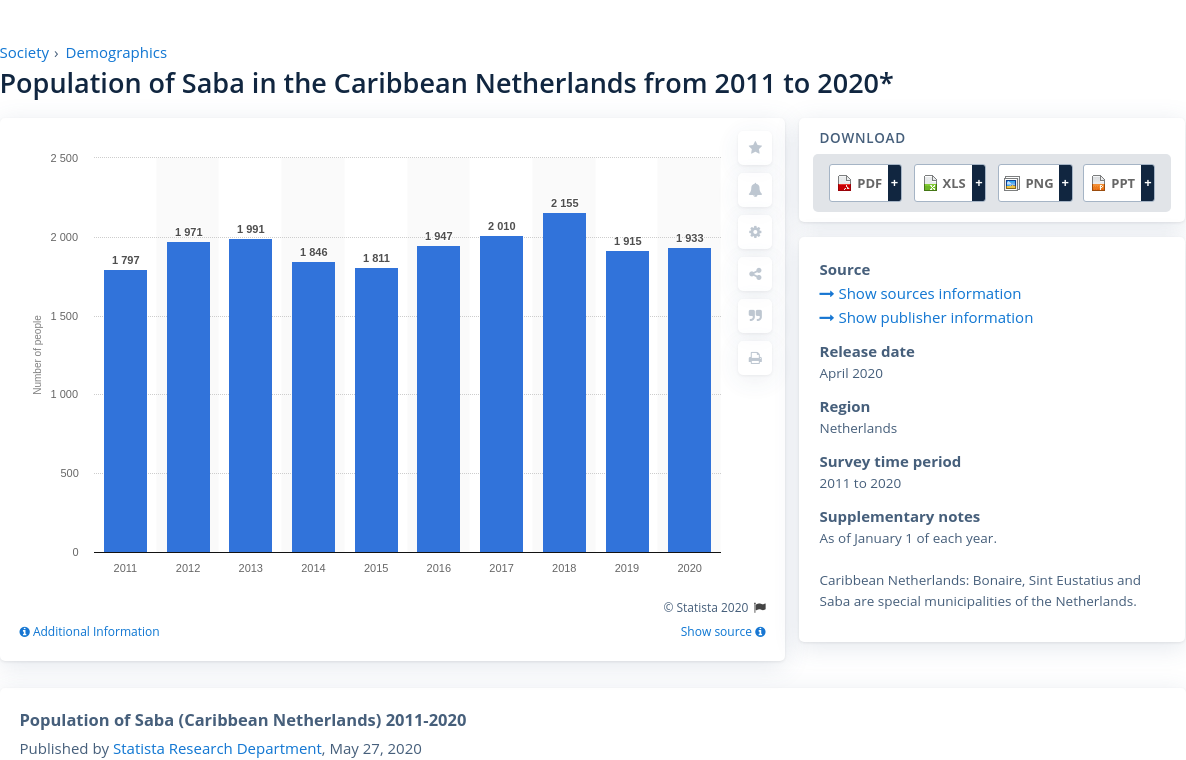 Society › Demographics
Population of Saba in the Caribbean Netherlands from 2011 to 2020*
2 500
2 000
1 500
1 000
500
0
Number of people
1 797
1 971
1 991
1 846
1 811
1 947
2 010
2 155
1 915
1 933
2011
2012
2013
2014
2015
2016
2017
2018
2019
2020
© Statista 2020
Additional Information
Show source
DOWNLOAD
PDF +
XLS +
PNG +
PPT +
Source
Show sources information
Show publisher information
Release date
April 2020
Region
Netherlands
Survey time period
2011 to 2020
Supplementary notes
As of January 1 of each year.
Caribbean Netherlands: Bonaire, Sint Eustatius and
Saba are special municipalities of the Netherlands.
Population of Saba (Caribbean Netherlands) 2011-2020
Published by Statista Research Department, May 27, 2020